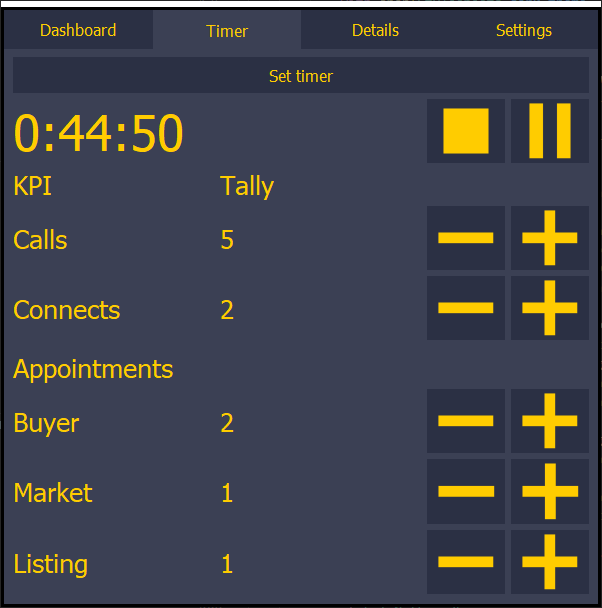 Dashboard Timer Details Settings
Set timer
0:44:50
KPI Tally
Calls 5
Connects 2
Appointments
Buyer 2
Market 1
Listing 1